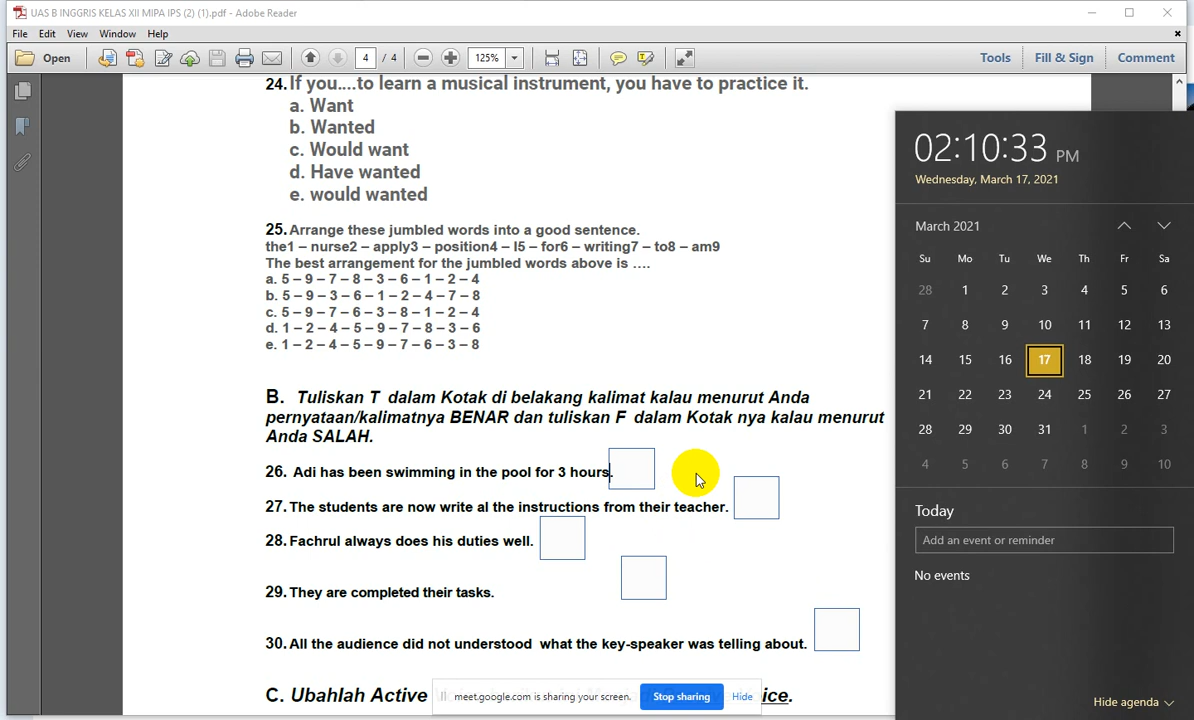 UAS B INGGRIS KELAS XII MIPA IPS (2) (1).pdf - Adobe Reader
File Edit View Window Help
Open 4 / 4 125% Tools Fill & Sign Comment
24. If you....to learn a musical instrument, you have to practice it.
a. Want
b. Wanted
c. Would want
d. Have wanted
e. would wanted
25. Arrange these jumbled words into a good sentence.
the1 – nurse2 – apply3 – position4 – I5 – for6 – writing7 – to8 – am9
The best arrangement for the jumbled words above is ....
a. 5 – 9 – 7 – 8 – 3 – 6 – 1 – 2 – 4
b. 5 – 9 – 3 – 6 – 1 – 2 – 4 – 7 – 8
c. 5 – 9 – 7 – 6 – 3 – 8 – 1 – 2 – 4
d. 1 – 2 – 4 – 5 – 9 – 7 – 8 – 3 – 6
e. 1 – 2 – 4 – 5 – 9 – 7 – 6 – 3 – 8
B. Tuliskan T dalam Kotak di belakang kalimat kalau menurut Anda
pernyataan/kalimatnya BENAR dan tuliskan F dalam Kotak nya kalau menurut
Anda SALAH.
26. Adi has been swimming in the pool for 3 hours.
27. The students are now write al the instructions from their teacher.
28. Fachrul always does his duties well.
29. They are completed their tasks.
30. All the audience did not understood what the key-speaker was telling about.
C. Ubahlah Active ice.
meet.google.com is sharing your screen. Stop sharing Hide
02:10:33 PM
Wednesday, March 17, 2021
March 2021
Su Mo Tu We Th Fr Sa
28 1 2 3 4 5 6
7 8 9 10 11 12 13
14 15 16 17 18 19 20
21 22 23 24 25 26 27
28 29 30 31 1 2 3
4 5 6 7 8 9 10
Today
Add an event or reminder
No events
Hide agenda